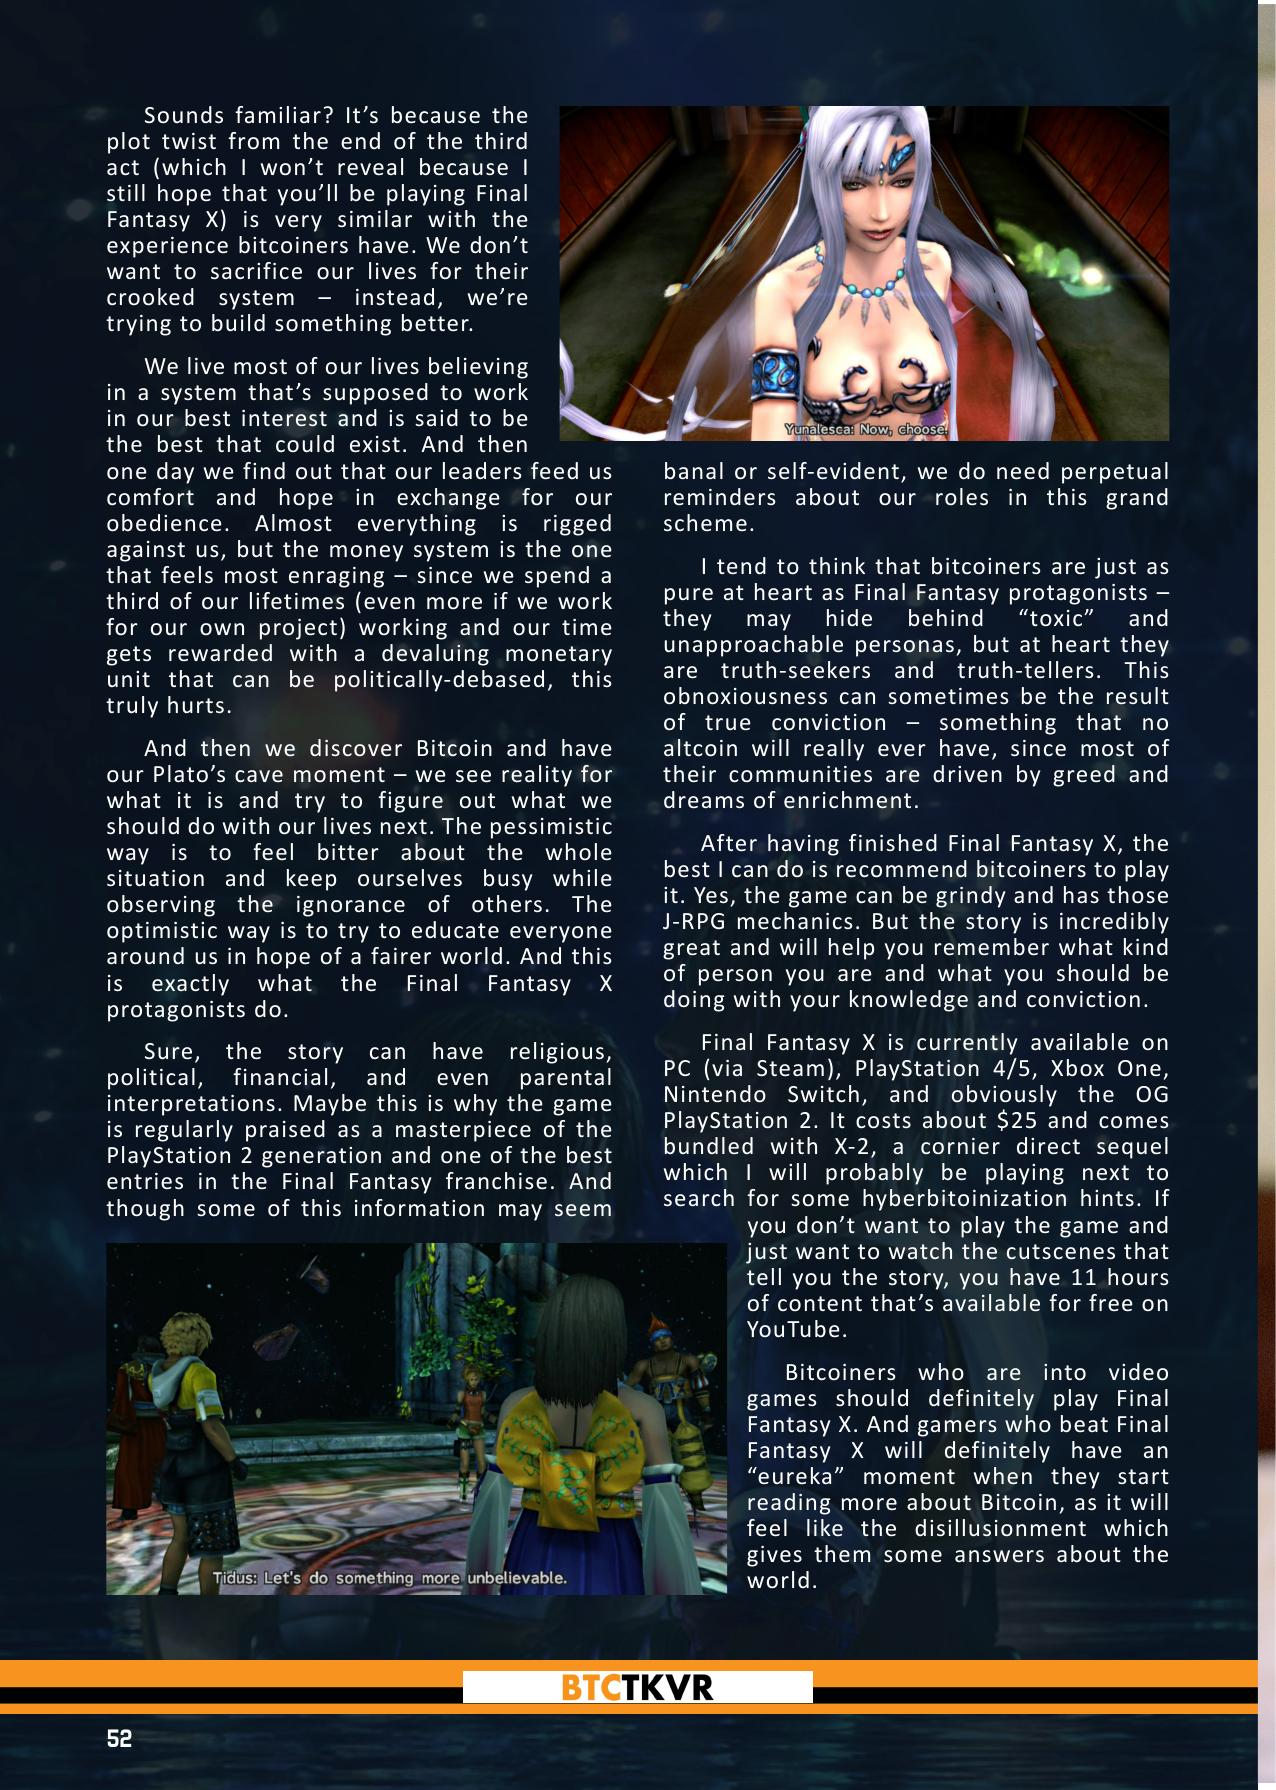 Sounds familiar? It’s because the
plot twist from the end of the third
act (which I won’t reveal because I
still hope that you’ll be playing Final
Fantasy X) is very similar with the
experience bitcoiners have. We don’t
want to sacrifice our lives for their
crooked system – instead, we’re
trying to build something better.
We live most of our lives believing
in a system that’s supposed to work
in our best interest and is said to be
the best that could exist. And then
one day we find out that our leaders feed us
comfort and hope in exchange for our
obedience. Almost everything is rigged
against us, but the money system is the one
that feels most enraging – since we spend a
third of our lifetimes (even more if we work
for our own project) working and our time
gets rewarded with a devaluing monetary
unit that can be politically-debased, this
truly hurts.
And then we discover Bitcoin and have
our Plato’s cave moment – we see reality for
what it is and try to figure out what we
should do with our lives next. The pessimistic
way is to feel bitter about the whole
situation and keep ourselves busy while
observing the ignorance of others. The
optimistic way is to try to educate everyone
around us in hope of a fairer world. And this
is exactly what the Final Fantasy X
protagonists do.
Sure, the story can have religious,
political, financial, and even parental
interpretations. Maybe this is why the game
is regularly praised as a masterpiece of the
PlayStation 2 generation and one of the best
entries in the Final Fantasy franchise. And
though some of this information may seem
Tidus: Let's do something more unbelievable.
Yunalesca: Now, choose.
banal or self-evident, we do need perpetual
reminders about our roles in this grand
scheme.
I tend to think that bitcoiners are just as
pure at heart as Final Fantasy protagonists –
they may hide behind “toxic” and
unapproachable personas, but at heart they
are truth-seekers and truth-tellers. This
obnoxiousness can sometimes be the result
of true conviction – something that no
altcoin will really ever have, since most of
their communities are driven by greed and
dreams of enrichment.
After having finished Final Fantasy X, the
best I can do is recommend bitcoiners to play
it. Yes, the game can be grindy and has those
J-RPG mechanics. But the story is incredibly
great and will help you remember what kind
of person you are and what you should be
doing with your knowledge and conviction.
Final Fantasy X is currently available on
PC (via Steam), PlayStation 4/5, Xbox One,
Nintendo Switch, and obviously the OG
PlayStation 2. It costs about $25 and comes
bundled with X-2, a cornier direct sequel
which I will probably be playing next to
search for some hyberbitoinization hints. If
you don’t want to play the game and
just want to watch the cutscenes that
tell you the story, you have 11 hours
of content that’s available for free on
YouTube.
Bitcoiners who are into video
games should definitely play Final
Fantasy X. And gamers who beat Final
Fantasy X will definitely have an
“eureka” moment when they start
reading more about Bitcoin, as it will
feel like the disillusionment which
gives them some answers about the
world.
BTCTKVR
52